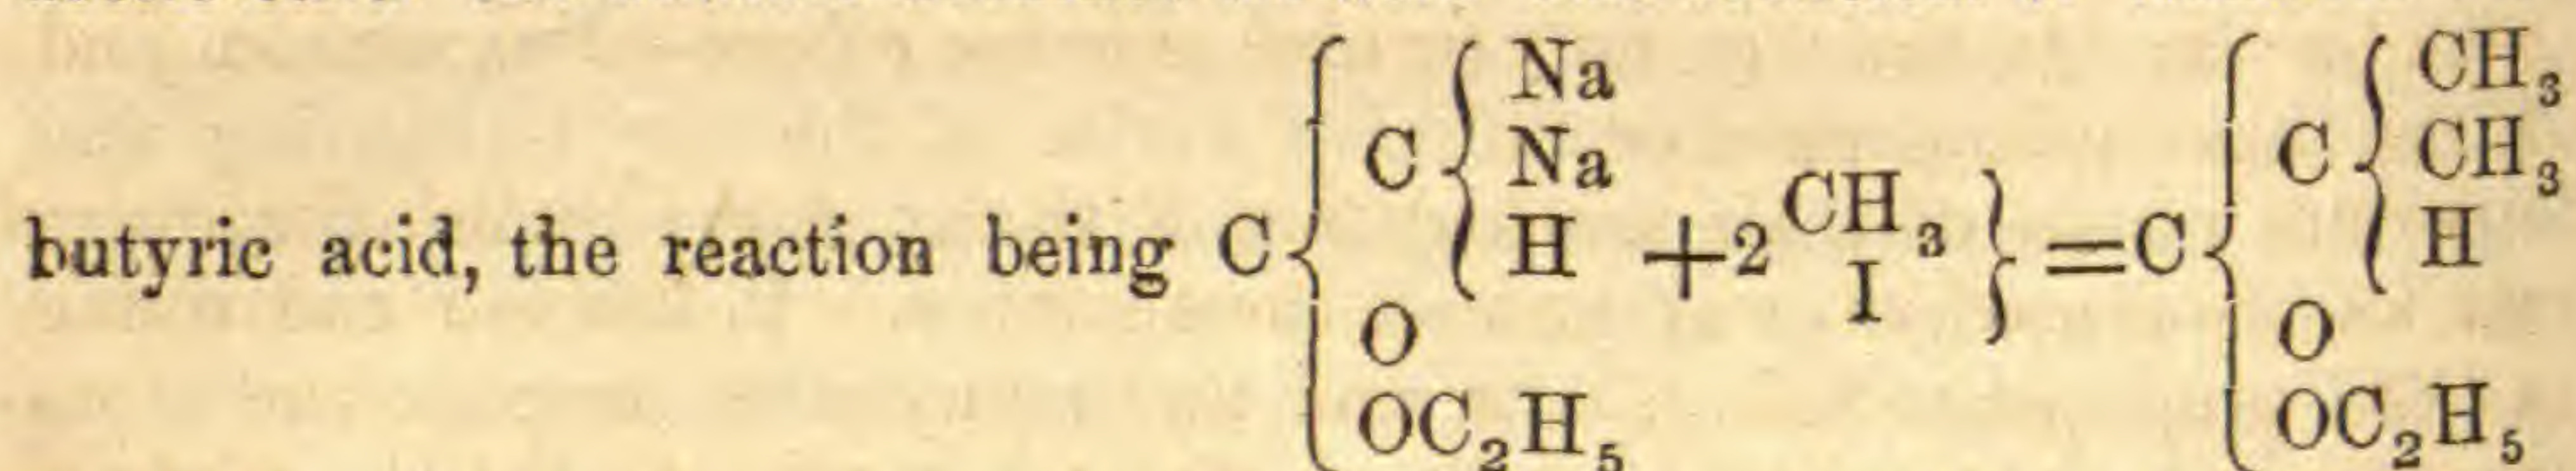 butyric acid, the reaction being C { C { Na Na H O OC₂H₅ +2 CH₃ I } =C { C { CH₃ CH₃ H O OC₂H₅